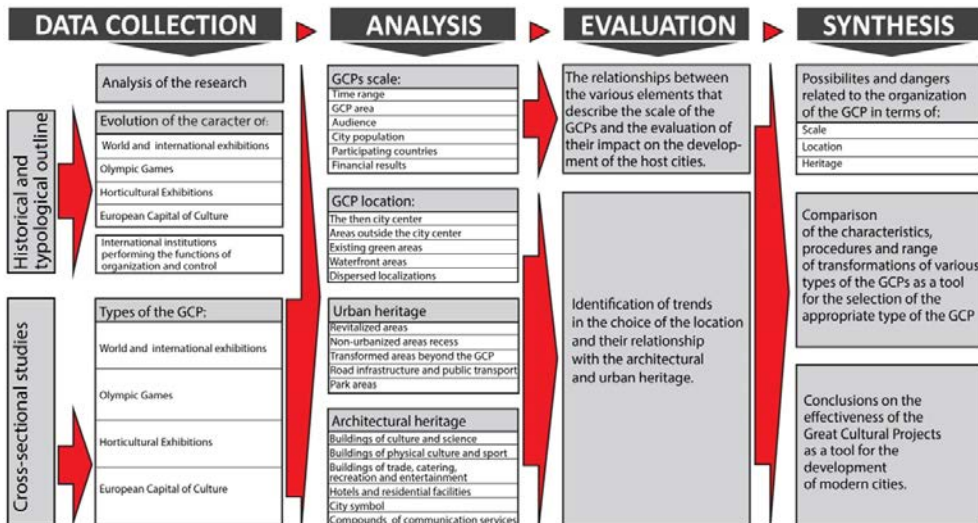 DATA COLLECTION
ANALYSIS
EVALUATION
SYNTHESIS
Historical and
typological outline
Analysis of the research
Evolution of the caracter of:
World and international exhibitions
Olympic Games
Horticultural Exhibitions
European Capital of Culture
International institutions
performing the functions of
organization and control
Cross-sectional studies
Types of the GCP:
World and international exhibitions
Olympic Games
Horticultural Exhibitions
European Capital of Culture
GCPs scale:
Time range
GCP area
Audience
City population
Participating countries
Financial results
GCP location:
The then city center
Areas outside the city center
Existing green areas
Waterfront areas
Dispersed localizations
Urban heritage
Revitalized areas
Non-urbanized areas recess
Transformed areas beyond the GCP
Road infrastructure and public transport
Park areas
Architectural heritage
Buildings of culture and science
Buildings of physical culture and sport
Buildings of trade, catering,
recreation and entertainment
Hotels and residential facilities
City symbol
Compounds of communication services
The relationships between
the various elements that
describe the scale of the
GCPs and the evaluation of
their impact on the develop-
ment of the host cities.
Identification of trends
in the choice of the location
and their relationship
with the architectural
and urban heritage.
Possibilites and dangers
related to the organization
of the GCP in terms of:
Scale
Location
Heritage
Comparison
of the characteristics,
procedures and range
of transformations of various
types of the GCPs as a tool
for the selection of the
appropriate type of the GCP
Conclusions on the
effectiveness of the
Great Cultural Projects
as a tool for the
development
of modern cities.